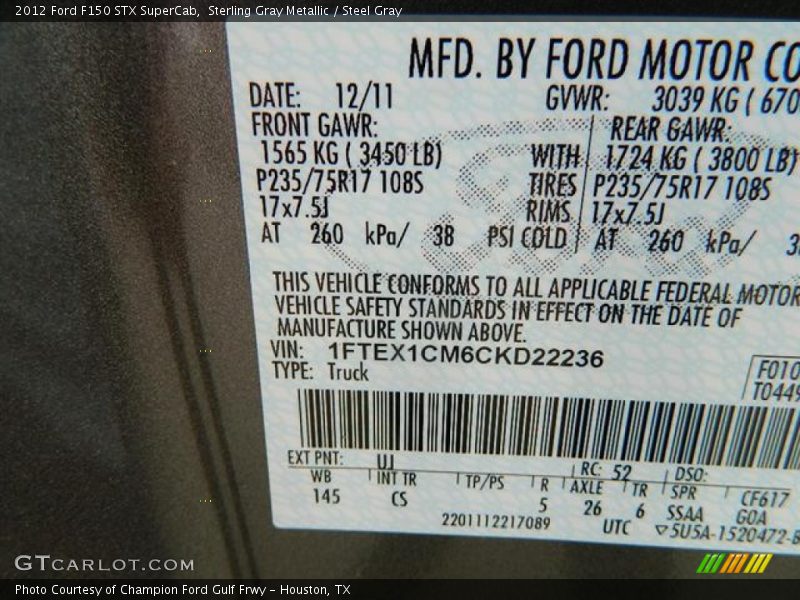 2012 Ford F150 STX SuperCab,  Sterling Gray Metallic / Steel Gray
MFD. BY FORD MOTOR CO
DATE: 12/11 GVWR: 3039 KG ( 670
FRONT GAWR: REAR GAWR:
1565 KG ( 3450 LB) WITH 1724 KG ( 3800 LB)
P235/75R17 108S TIRES P235/75R17 108S
17x7.5J RIMS 17x7.5J
AT 260 kPa/ 38 PSI COLD AT 260 kPa/ 3
THIS VEHICLE CONFORMS TO ALL APPLICABLE FEDERAL MOTOR
VEHICLE SAFETY STANDARDS IN EFFECT ON THE DATE OF
MANUFACTURE SHOWN ABOVE.
VIN: 1FTEX1CM6CKD22236
TYPE: Truck
F010
T0449
EXT PNT: UJ RC: 52 DSO:
WB INT TR TP/PS R AXLE TR SPR
145 CS 5 26 6 SSAA CF617
GOA
2201112217089 UTC ▽5U5A-1520472-B
GTcarlot.com
Photo Courtesy of Champion Ford Gulf Frwy - Houston, TX